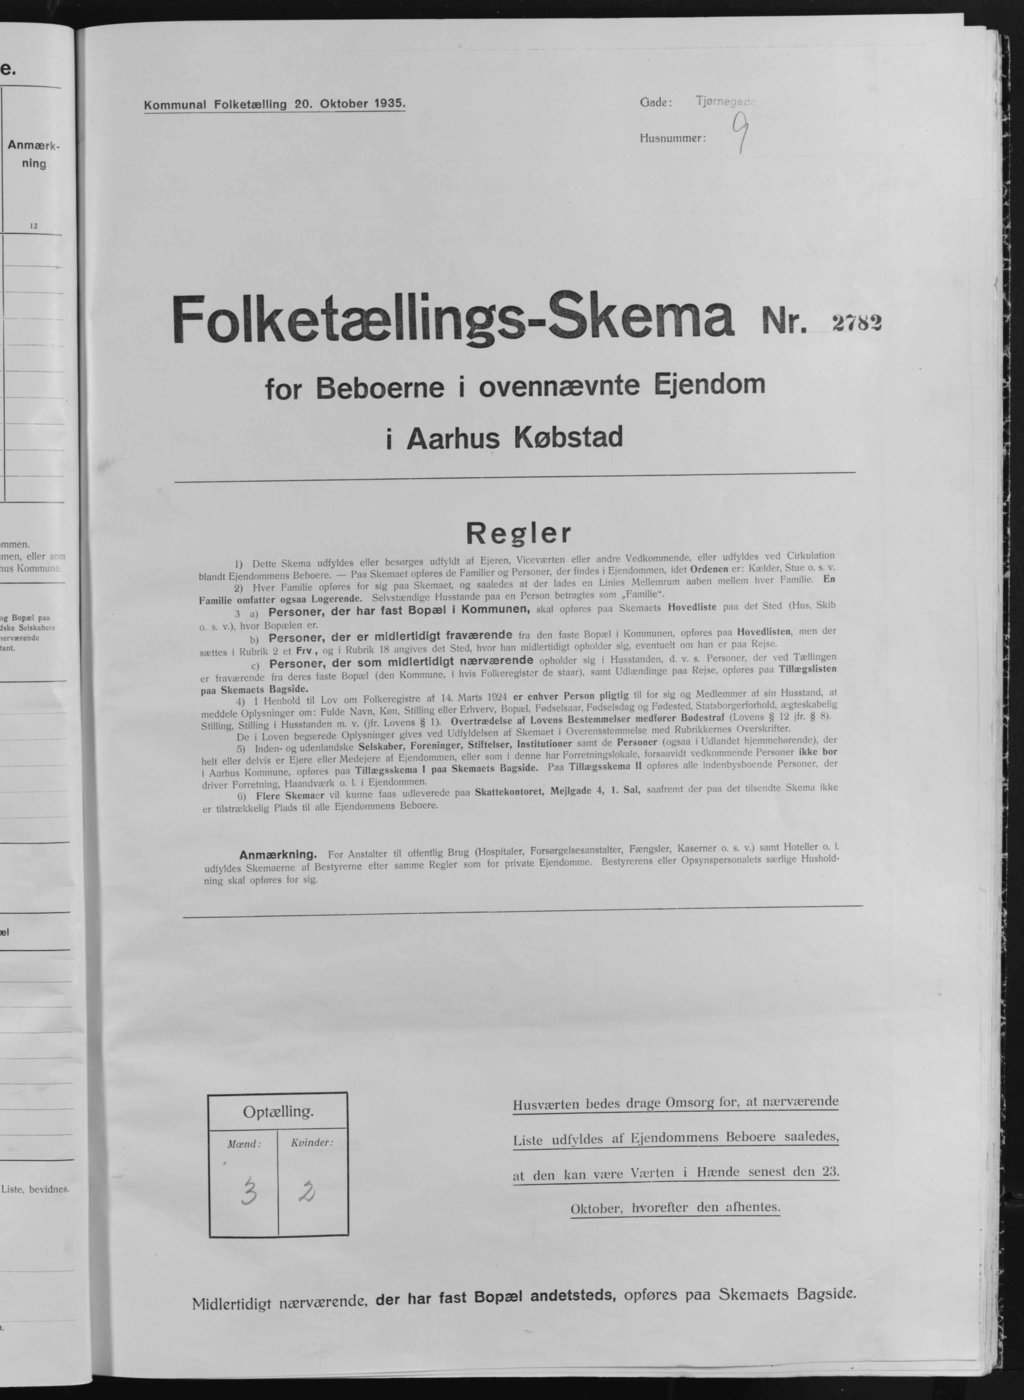 e.
Anmærk-
ning
12
ommen.
men, eller som
hus Kommune.
og Bopæl paa
dske Selskabers
nerværende
tant.
æl
Liste, bevidnes.
Kommunal Folketælling 20. Oktober 1935.
Gade: Tjørnegade
Husnummer: 9
Folketællings-Skema Nr. 2782
for Beboerne i ovennævnte Ejendom
i Aarhus Købstad
Regler
1) Dette Skema udfyldes eller besørges udfyldt af Ejeren, Viceværten eller andre Vedkommende, eller udfyldes ved Cirkulation
blandt Ejendommens Beboere. — Paa Skemaet opføres de Familier og Personer, der findes i Ejendommen, idet Ordenen er: Kælder, Stue o. s. v.
2) Hver Familie opføres for sig paa Skemaet, og saaledes at der lades en Linies Mellemrum aaben mellem hver Familie. En
Familie omfatter ogsaa Logerende. Selvstændige Husstande paa en Person betragtes som „Familie“.
3 a) Personer, der har fast Bopæl i Kommunen, skal opføres paa Skemaets Hovedliste paa det Sted (Hus, Skib
o. s. v.), hvor Bopælen er.
b) Personer, der er midlertidigt fraværende fra den faste Bopæl i Kommunen, opføres paa Hovedlisten, men der
sættes i Rubrik 2 et Frv., og i Rubrik 18 angives det Sted, hvor han midlertidigt opholder sig, eventuelt om han er paa Rejse.
c) Personer, der som midlertidigt nærværende opholder sig i Husstanden, d. v. s. Personer, der ved Tællingen
er fraværende fra deres faste Bopæl (den Kommune, i hvis Folkeregister de staar), samt Udlændinge paa Rejse, opføres paa Tillægslisten
paa Skemaets Bagside.
4) I Henhold til Lov om Folkeregistre af 14. Marts 1924 er enhver Person pligtig til for sig og Medlemmer af sin Husstand, at
meddele Oplysninger om: Fulde Navn, Køn, Stilling eller Erhverv, Bopæl, Fødselsaar, Fødselsdag og Fødested, Statsborgerforhold, ægteskabelig
Stilling, Stilling i Husstanden m. v. (jfr. Lovens § 1). Overtrædelse af Lovens Bestemmelser medfører Bødestraf (Lovens § 12 jfr. § 8).
De i Loven begærede Oplysninger gives ved Udfyldelsen af Skemaet i Overensstemmelse med Rubrikkernes Overskrifter.
5) Inden- og udenlandske Selskaber, Foreninger, Stiftelser, Institutioner samt de Personer (ogsaa i Udlandet hjemmehørende), der
helt eller delvis er Ejere eller Medejere af Ejendommen, eller som i denne har Forretningslokale, forsaavidt vedkommende Personer ikke bor
i Aarhus Kommune, opføres paa Tillægsskema I paa Skemaets Bagside. Paa Tillægsskema II opføres alle indenbysboende Personer, der
driver Forretning, Haandværk o. l. i Ejendommen.
6) Flere Skemaer vil kunne faas udleverede paa Skattekontoret, Mejlgade 4, 1. Sal, saafremt der paa det tilsendte Skema ikke
er tilstrækkelig Plads til alle Ejendommens Beboere.
Anmærkning. For Anstalter til offentlig Brug (Hospitaler, Forsørgelsesanstalter, Fængsler, Kaserner o. s. v.) samt Hoteller o. l.
udfyldes Skemaerne af Bestyrerne efter samme Regler som for private Ejendomme. Bestyrerens eller Opsynspersonalets særlige Hushold-
ning skal opføres for sig.
Optælling.
Mænd: Kvinder:
3 2
Husværten bedes drage Omsorg for, at nærværende
Liste udfyldes af Ejendommens Beboere saaledes,
at den kan være Værten i Hænde senest den 23.
Oktober, hvorefter den afhentes.
Midlertidigt nærværende, der har fast Bopæl andetsteds, opføres paa Skemaets Bagside.